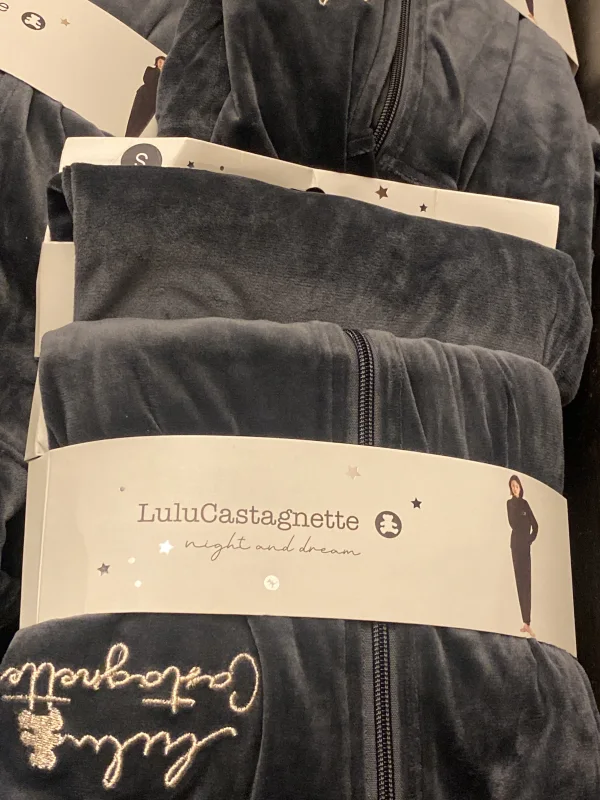 e
S
LuluCastagnette
night and dream
Lulu
Castagnette